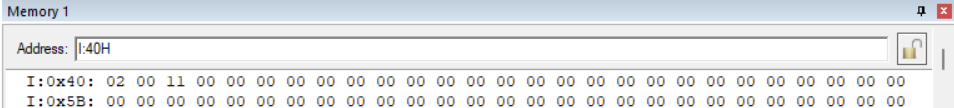 Memory 1
Address: I:40H
I:0x40: 02 00 11 00 00 00 00 00 00 00 00 00 00 00 00 00 00 00 00 00 00 00 00 00 00 00 00
I:0x5B: 00 00 00 00 00 00 00 00 00 00 00 00 00 00 00 00 00 00 00 00 00 00 00 00 00 00 00